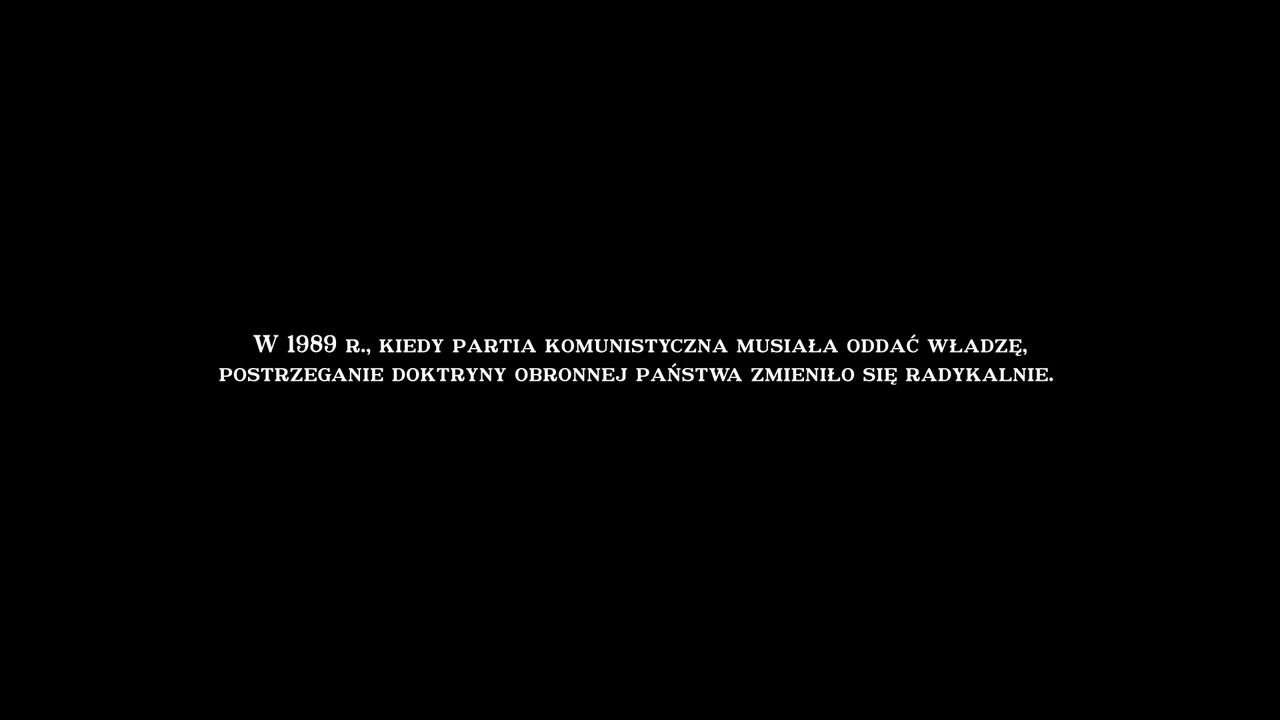 W 1989 r., kiedy partia komunistyczna musiała oddać władzę,
postrzeganie doktryny obronnej państwa zmieniło się radykalnie.